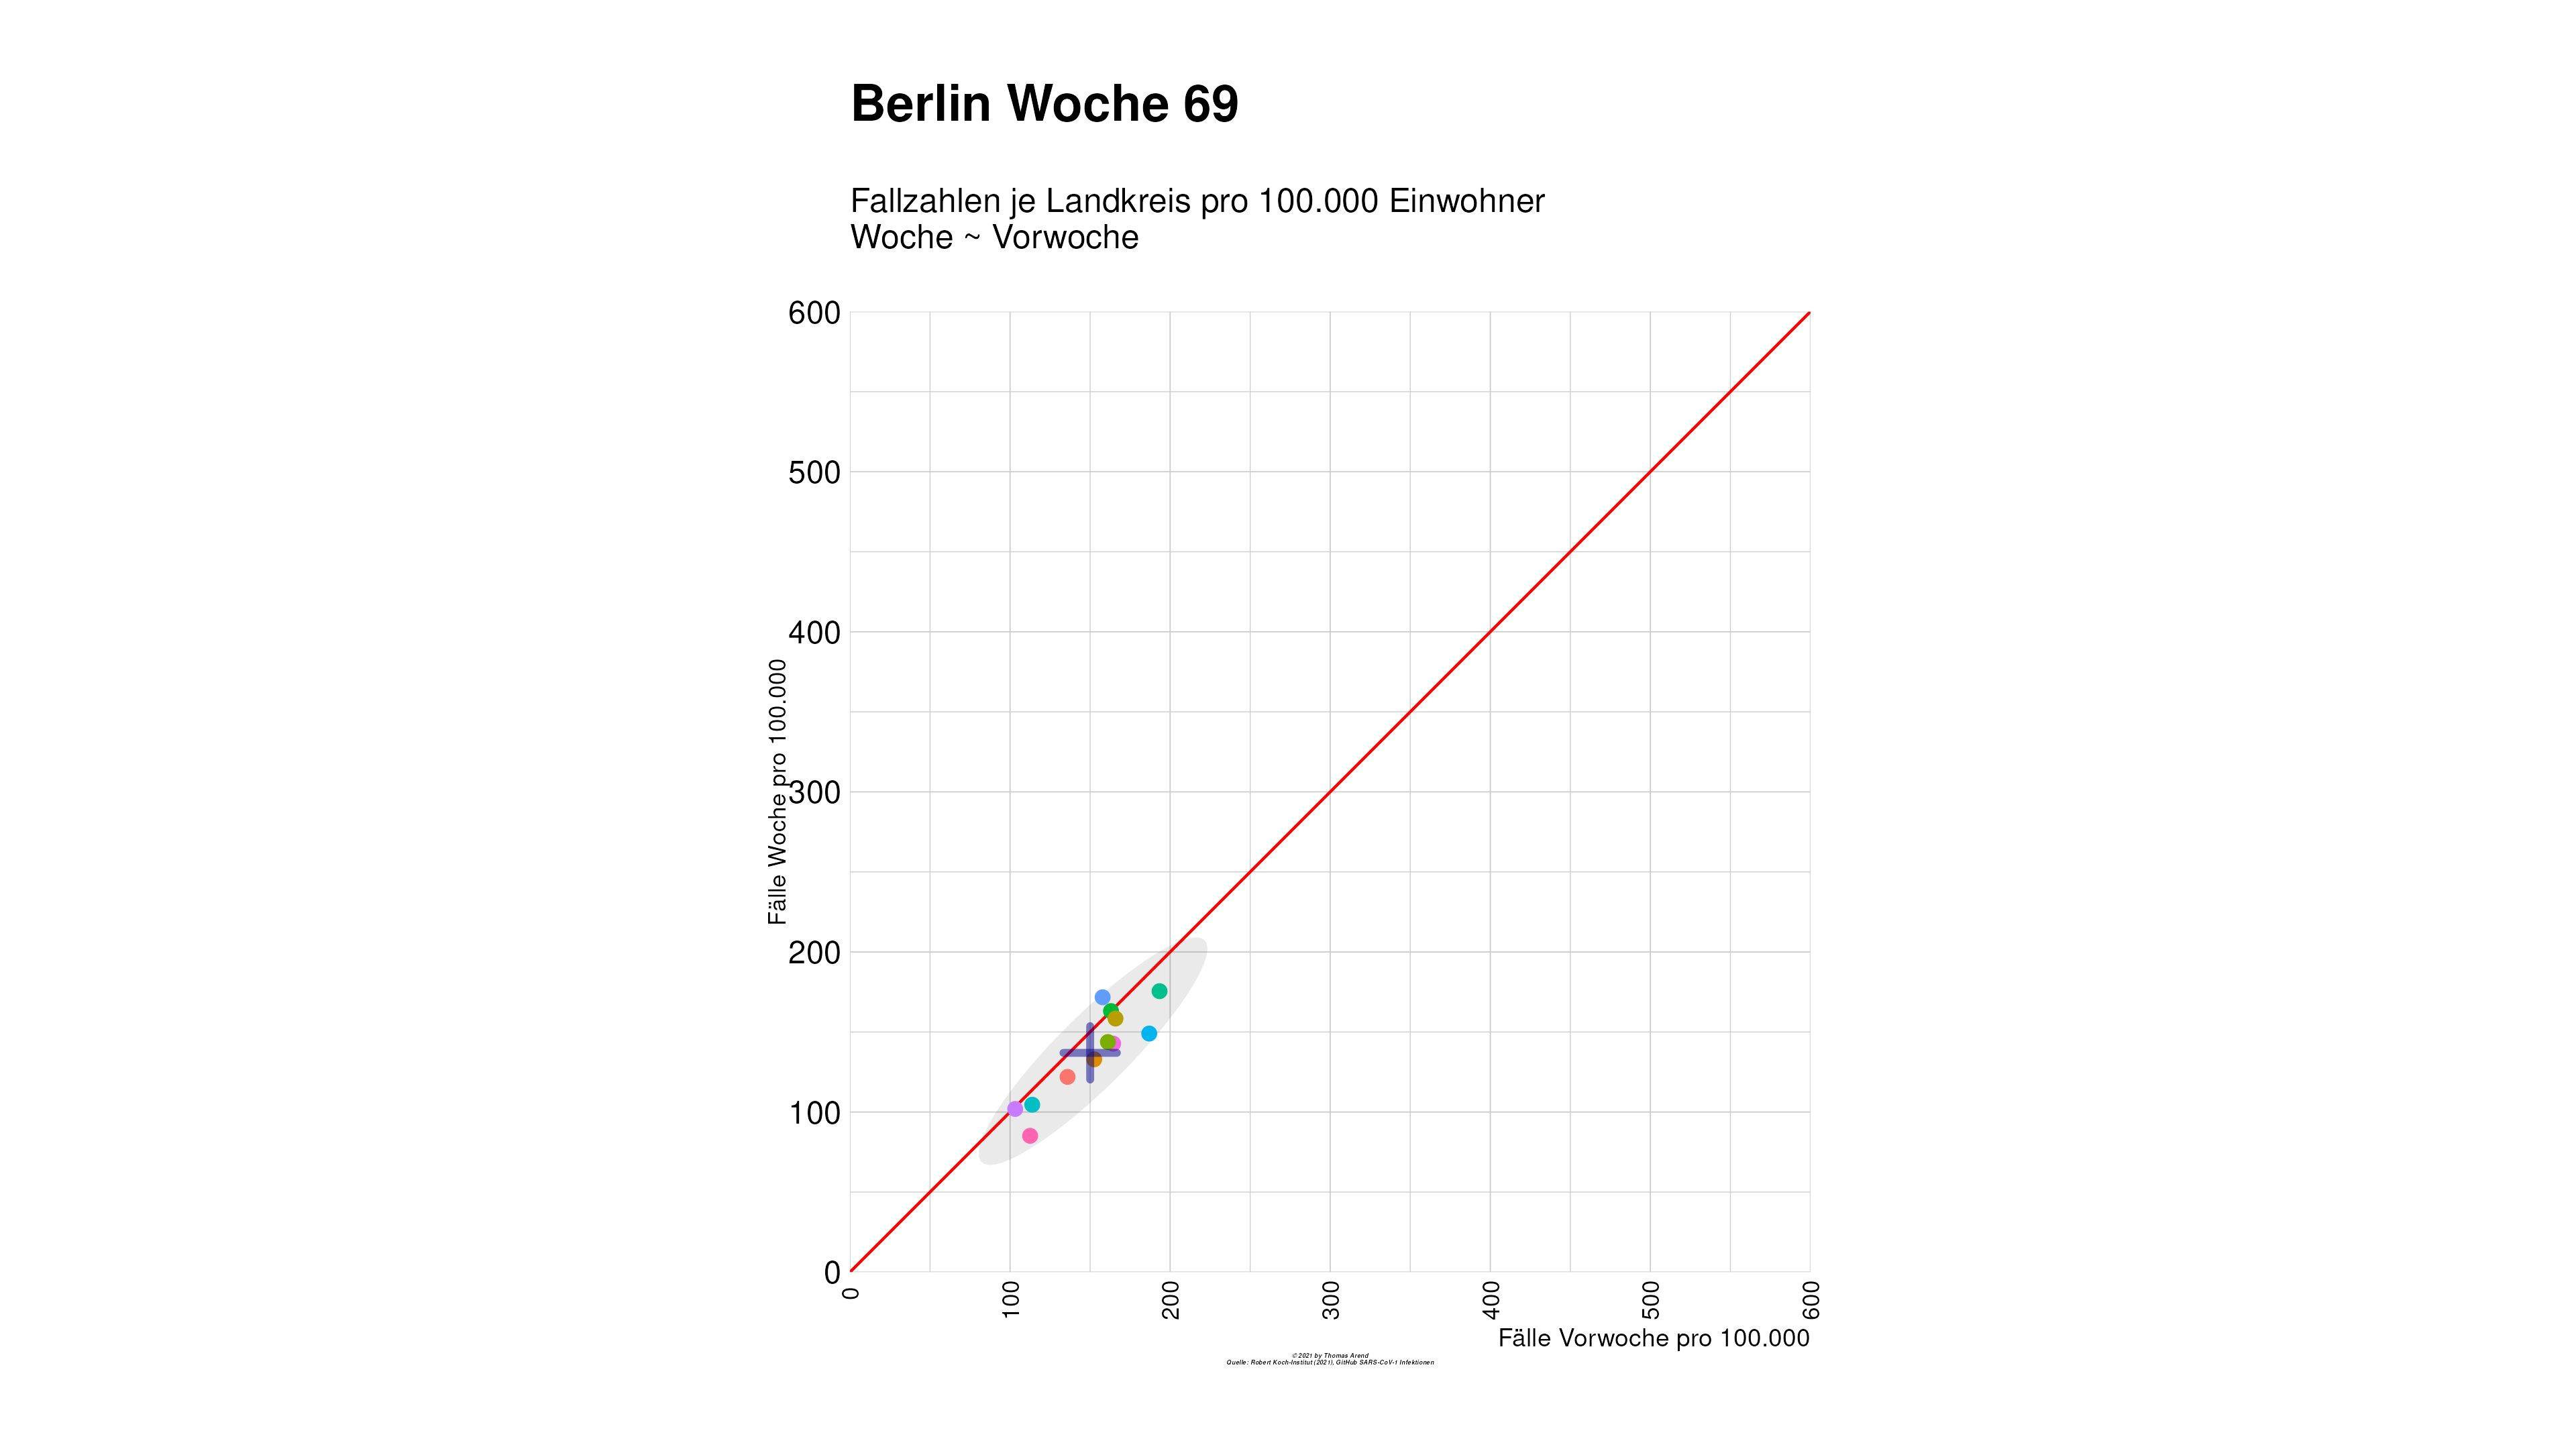 Berlin Woche 69
Fallzahlen je Landkreis pro 100.000 Einwohner
Woche ~ Vorwoche
600
500
400
300
200
100
0
Fälle Woche pro 100.000
0
100
200
300
400
500
600
Fälle Vorwoche pro 100.000
© 2021 by Thomas Arend
Quelle: Robert Koch-Institut (2021), GitHub SARS-CoV-1 Infektionen